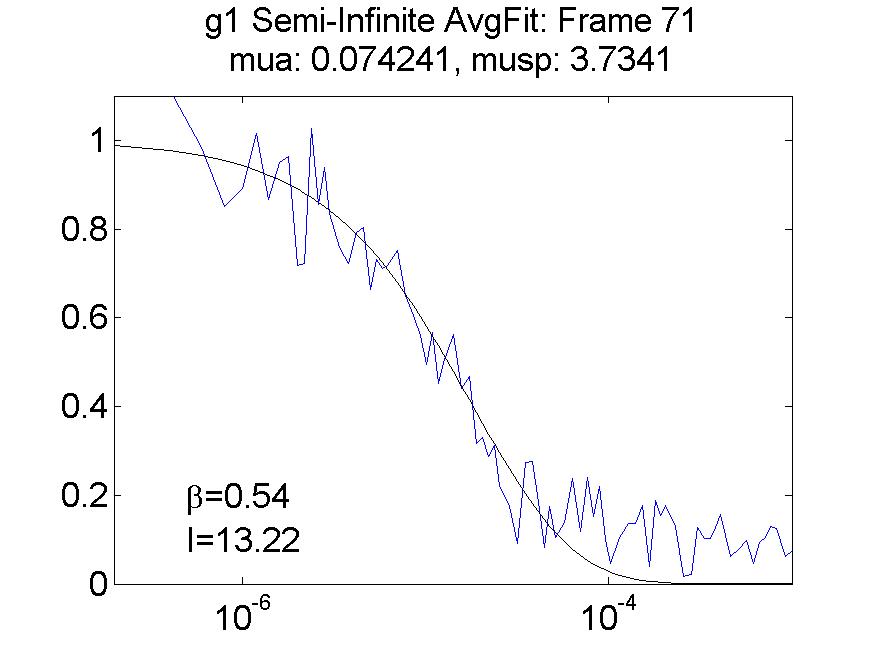 g1 Semi-Infinite AvgFit: Frame 71
mua: 0.074241, musp: 3.7341
1
0.8
0.6
0.4
0.2
0
β=0.54
I=13.22
10^-6
10^-4